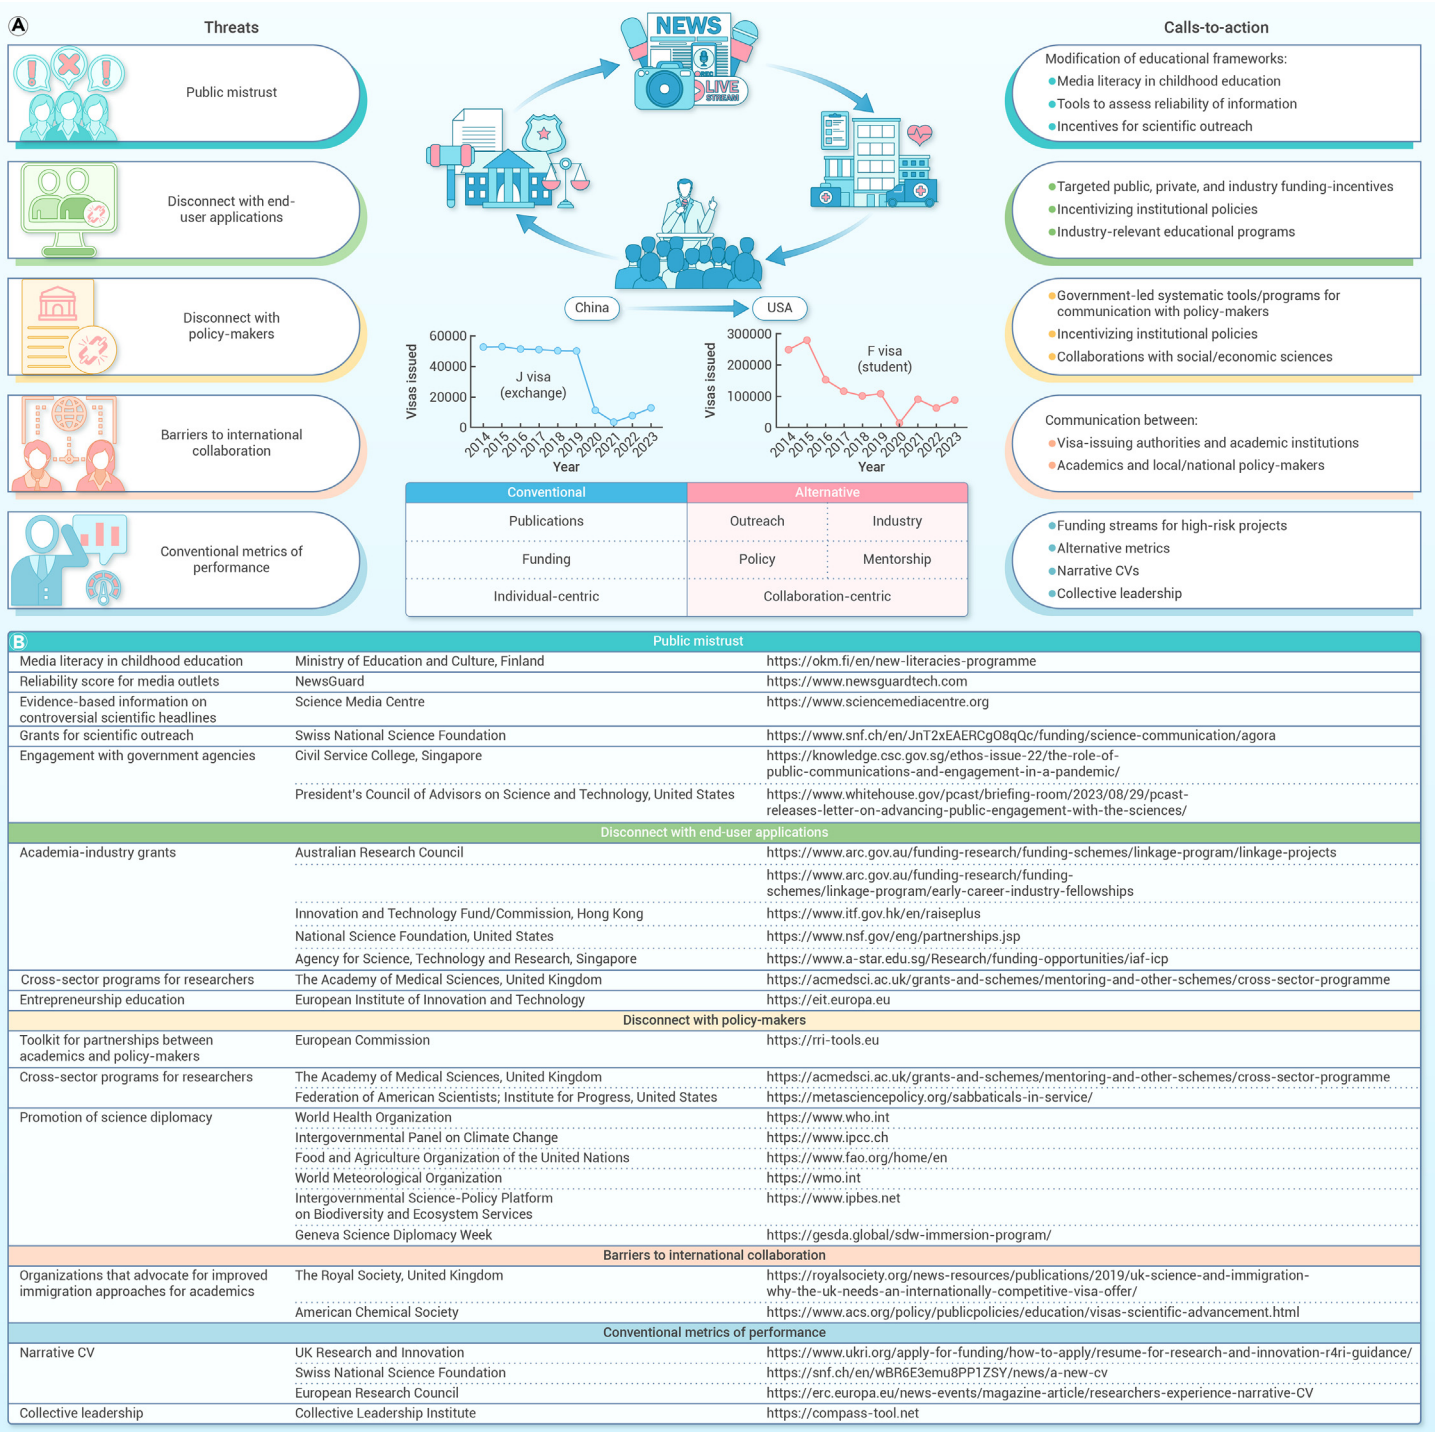 A
Threats
Calls-to-action
Public mistrust
Disconnect with end-
user applications
Disconnect with
policy-makers
Barriers to international
collaboration
Conventional metrics of
performance
NEWS
REC
LIVE
STREAM
China
USA
60000
40000
20000
0
Visas issued
J visa
(exchange)
2014
2015
2016
2017
2018
2019
2020
2021
2022
2023
Year
300000
200000
100000
0
Visas issued
F visa
(student)
2014
2015
2016
2017
2018
2019
2020
2021
2022
2023
Year
Conventional
Alternative
Publications
Outreach
Industry
Funding
Policy
Mentorship
Individual-centric
Collaboration-centric
Modification of educational frameworks:
•Media literacy in childhood education
•Tools to assess reliability of information
•Incentives for scientific outreach
•Targeted public, private, and industry funding-incentives
•Incentivizing institutional policies
•Industry-relevant educational programs
•Government-led systematic tools/programs for
communication with policy-makers
•Incentivizing institutional policies
•Collaborations with social/economic sciences
Communication between:
•Visa-issuing authorities and academic institutions
•Academics and local/national policy-makers
•Funding streams for high-risk projects
•Alternative metrics
•Narrative CVs
•Collective leadership
B
Public mistrust
Media literacy in childhood education
Ministry of Education and Culture, Finland
https://okm.fi/en/new-literacies-programme
Reliability score for media outlets
NewsGuard
https://www.newsguardtech.com
Evidence-based information on
controversial scientific headlines
Science Media Centre
https://www.sciencemediacentre.org
Grants for scientific outreach
Swiss National Science Foundation
https://www.snf.ch/en/JnT2xEAERCgO8qQc/funding/science-communication/agora
Engagement with government agencies
Civil Service College, Singapore
https://knowledge.csc.gov.sg/ethos-issue-22/the-role-of-
public-communications-and-engagement-in-a-pandemic/
President's Council of Advisors on Science and Technology, United States
https://www.whitehouse.gov/pcast/briefing-room/2023/08/29/pcast-
releases-letter-on-advancing-public-engagement-with-the-sciences/
Disconnect with end-user applications
Academia-industry grants
Australian Research Council
https://www.arc.gov.au/funding-research/funding-schemes/linkage-program/linkage-projects
https://www.arc.gov.au/funding-research/funding-
schemes/linkage-program/early-career-industry-fellowships
Innovation and Technology Fund/Commission, Hong Kong
https://www.itf.gov.hk/en/raiseplus
National Science Foundation, United States
https://www.nsf.gov/eng/partnerships.jsp
Agency for Science, Technology and Research, Singapore
https://www.a-star.edu.sg/Research/funding-opportunities/iaf-icp
Cross-sector programs for researchers
The Academy of Medical Sciences, United Kingdom
https://acmedsci.ac.uk/grants-and-schemes/mentoring-and-other-schemes/cross-sector-programme
Entrepreneurship education
European Institute of Innovation and Technology
https://eit.europa.eu
Disconnect with policy-makers
Toolkit for partnerships between
academics and policy-makers
European Commission
https://rri-tools.eu
Cross-sector programs for researchers
The Academy of Medical Sciences, United Kingdom
https://acmedsci.ac.uk/grants-and-schemes/mentoring-and-other-schemes/cross-sector-programme
Federation of American Scientists; Institute for Progress, United States
https://metasciencepolicy.org/sabbaticals-in-service/
Promotion of science diplomacy
World Health Organization
https://www.who.int
Intergovernmental Panel on Climate Change
https://www.ipcc.ch
Food and Agriculture Organization of the United Nations
https://www.fao.org/home/en
World Meteorological Organization
https://wmo.int
Intergovernmental Science-Policy Platform
on Biodiversity and Ecosystem Services
https://www.ipbes.net
Geneva Science Diplomacy Week
https://gesda.global/sdw-immersion-program/
Barriers to international collaboration
Organizations that advocate for improved
immigration approaches for academics
The Royal Society, United Kingdom
https://royalsociety.org/news-resources/publications/2019/uk-science-and-immigration-
why-the-uk-needs-an-internationally-competitive-visa-offer/
American Chemical Society
https://www.acs.org/policy/publicpolicies/education/visas-scientific-advancement.html
Conventional metrics of performance
Narrative CV
UK Research and Innovation
https://www.ukri.org/apply-for-funding/how-to-apply/resume-for-research-and-innovation-r4ri-guidance/
Swiss National Science Foundation
https://snf.ch/en/wBR6E3emu8PP1ZSY/news/a-new-cv
European Research Council
https://erc.europa.eu/news-events/magazine-article/researchers-experience-narrative-CV
Collective leadership
Collective Leadership Institute
https://compass-tool.net